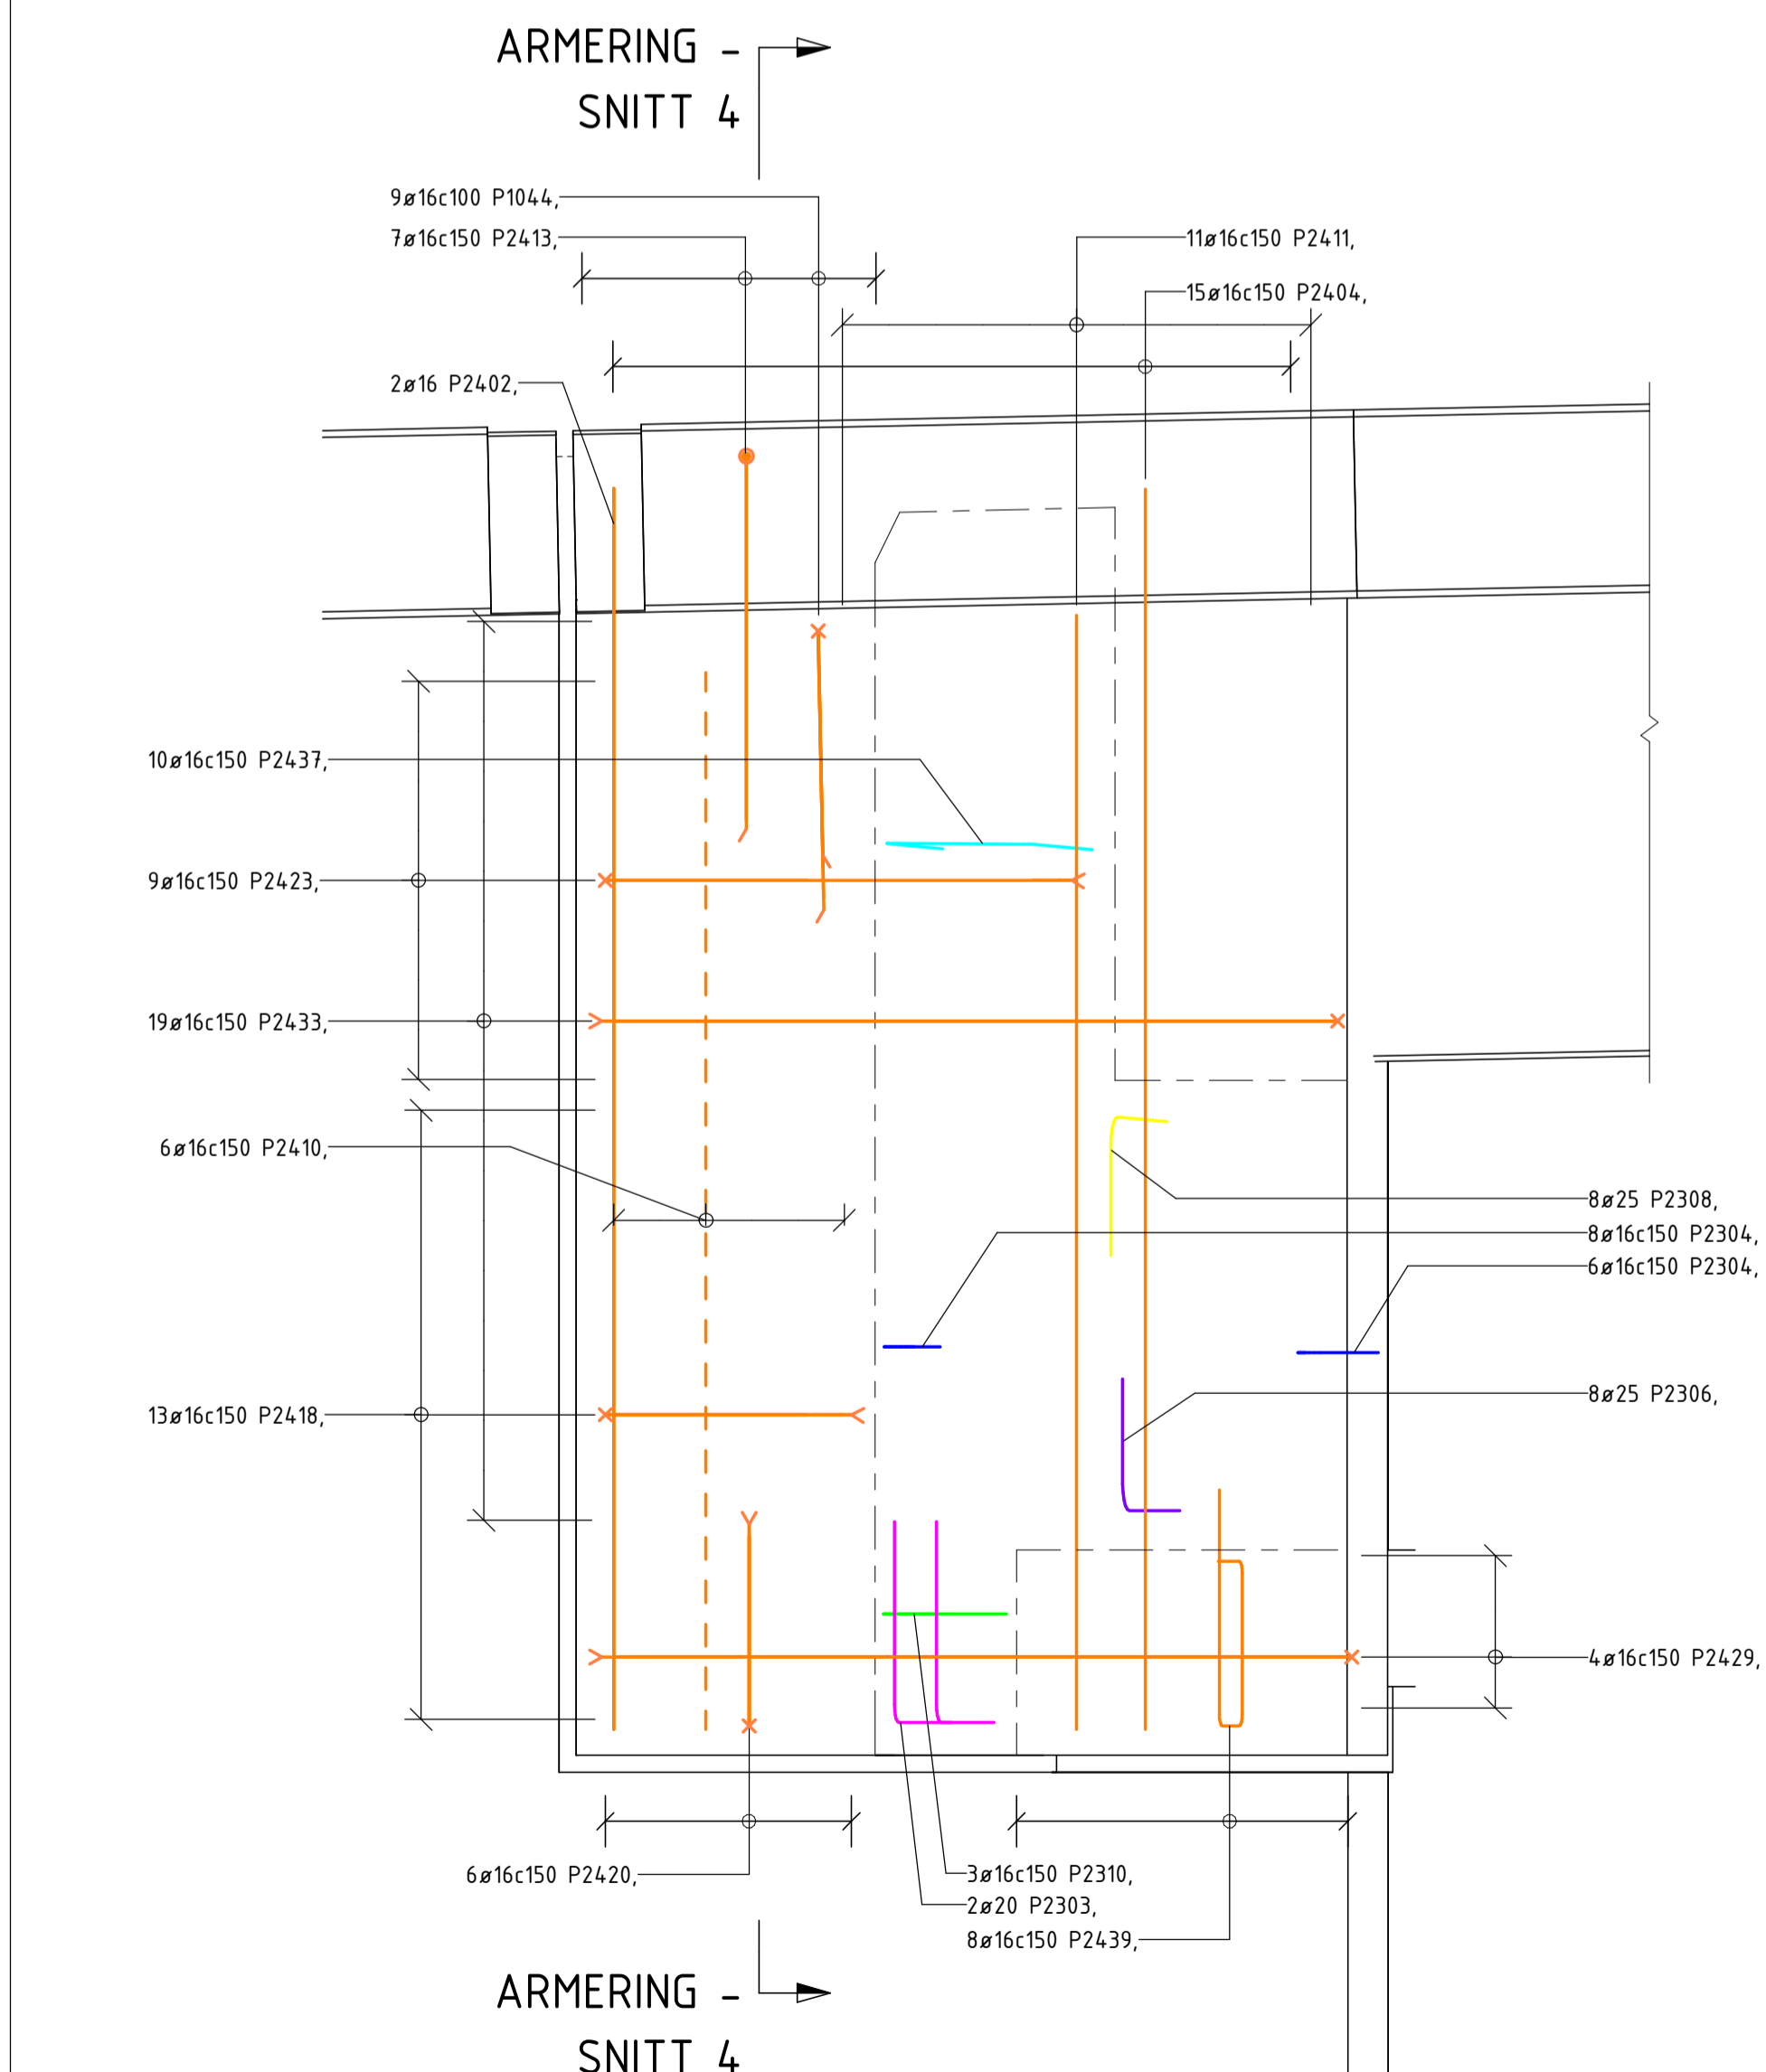 ARMERING -
SNITT 4
9ø16c100 P1044,
7ø16c150 P2413,
11ø16c150 P2411,
15ø16c150 P2404,
2ø16 P2402,
10ø16c150 P2437,
9ø16c150 P2423,
19ø16c150 P2433,
6ø16c150 P2410,
8ø25 P2308,
8ø16c150 P2304,
6ø16c150 P2304,
8ø25 P2306,
13ø16c150 P2418,
4ø16c150 P2429,
6ø16c150 P2420,
3ø16c150 P2310,
2ø20 P2303,
8ø16c150 P2439,
ARMERING -
SNITT 4